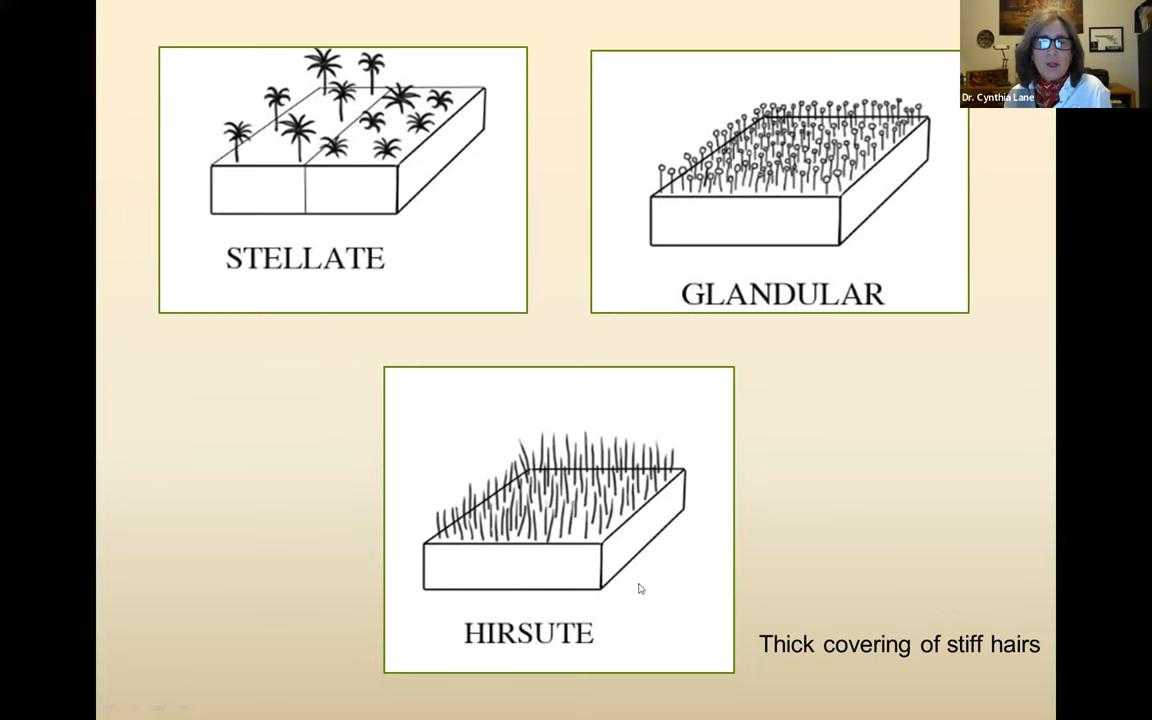 Dr. Cynthia Lane
STELLATE
GLANDULAR
HIRSUTE
Thick covering of stiff hairs